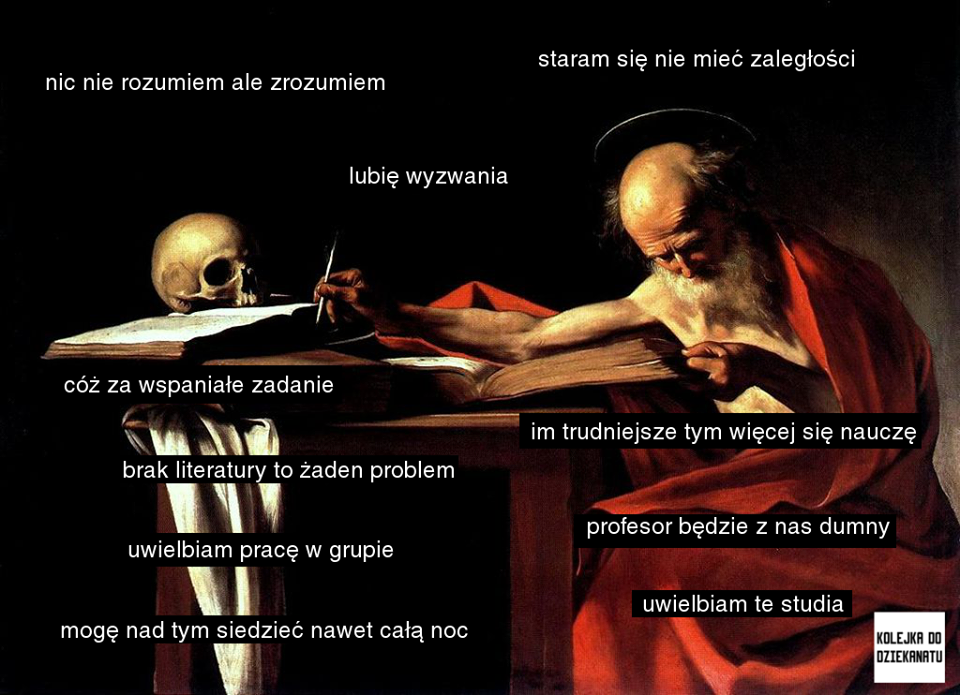 staram się nie mieć zaległości
nic nie rozumiem ale zrozumiem
lubię wyzwania
cóż za wspaniałe zadanie
im trudniejsze tym więcej się nauczę
brak literatury to żaden problem
profesor będzie z nas dumny
uwielbiam pracę w grupie
uwielbiam te studia
mogę nad tym siedzieć nawet całą noc
KOLEJKA DO
DZIEKANATU